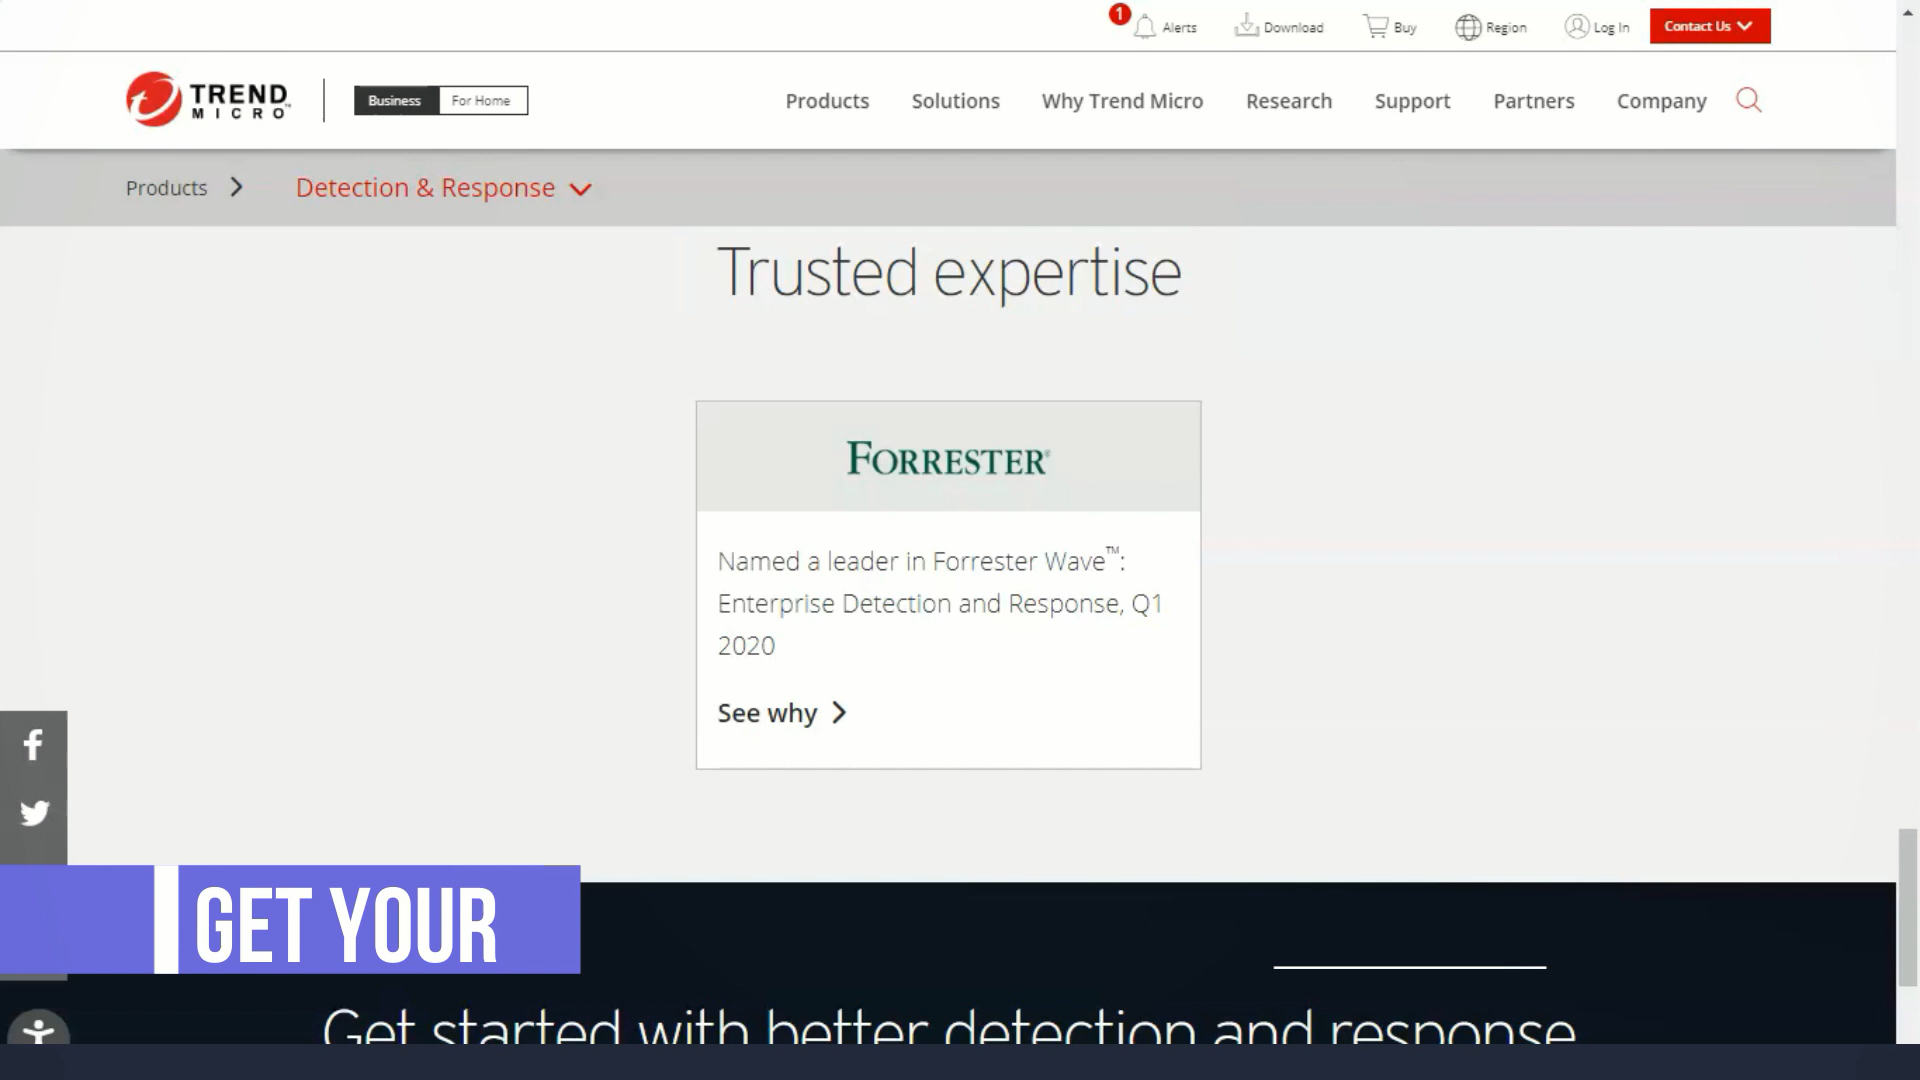 1
Alerts
Download
Buy
Region
Log In
Contact Us
TREND MICRO™
Business
For Home
Products
Solutions
Why Trend Micro
Research
Support
Partners
Company
Products
Detection & Response
Trusted expertise
FORRESTER®
Named a leader in Forrester Wave™:
Enterprise Detection and Response, Q1
2020
See why
GET YOUR
Get started with better detection and response